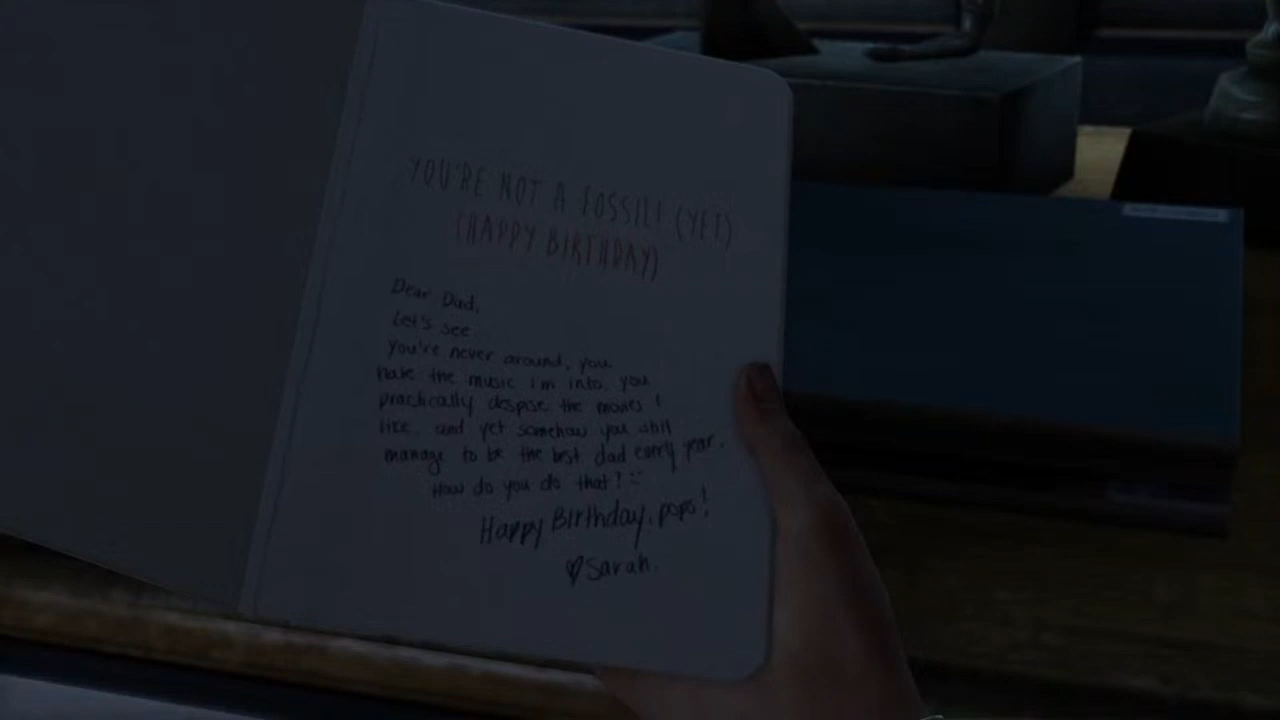 YOU'RE NOT A FOSSIL! (YET)
(HAPPY BIRTHDAY)
Dear Dad,
Let's see
You're never around, you
hate the music i'm into, you
practically despise the movies I
like, and yet somehow you still
manage to be the best dad every year.
How do you do that? :)
Happy Birthday, pops!
♡Sarah.